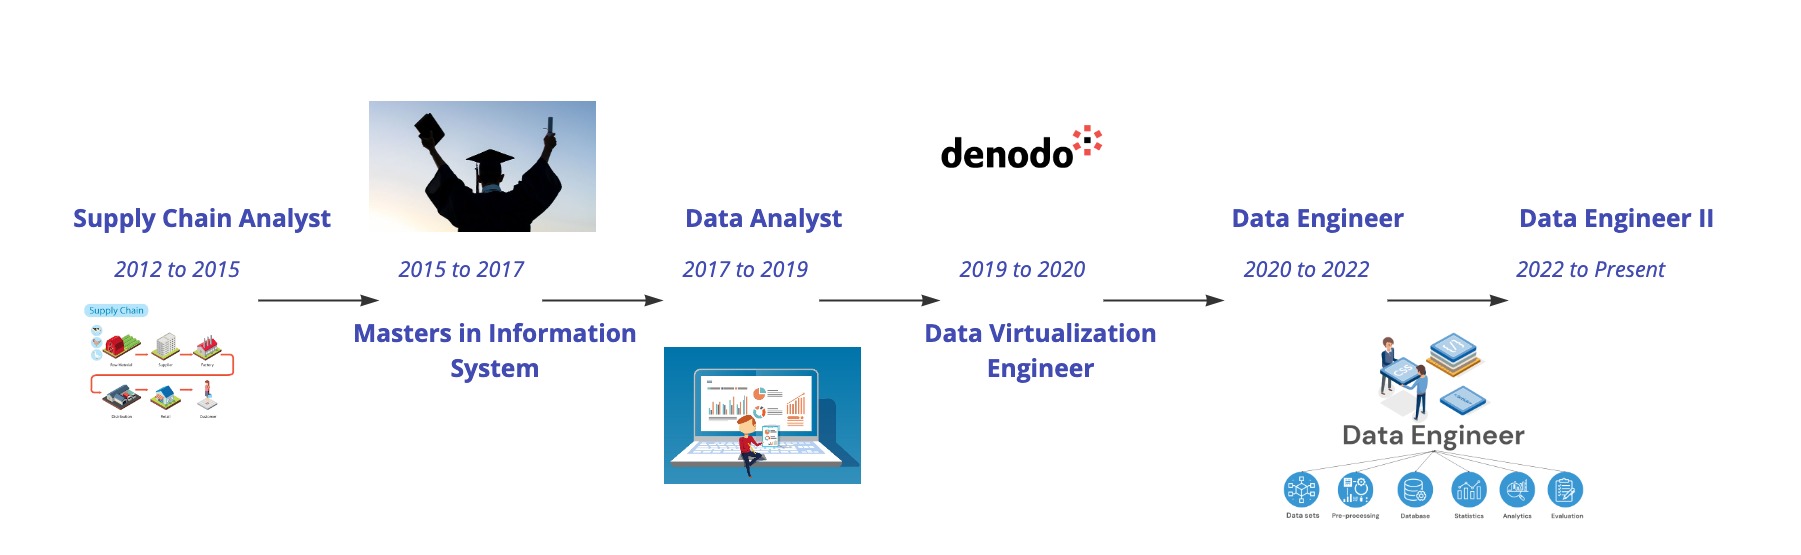 denodo
Supply Chain Analyst
Data Analyst
Data Engineer
Data Engineer II
2012 to 2015
2015 to 2017
2017 to 2019
2019 to 2020
2020 to 2022
2022 to Present
Supply Chain
Masters in Information
System
Data Virtualization
Engineer
Raw Material
Supplier
Factory
Distribution
Retail
Customer
CSS
Data Engineer
Data sets
Pre-processing
Database
Statistics
Analytics
Evaluation